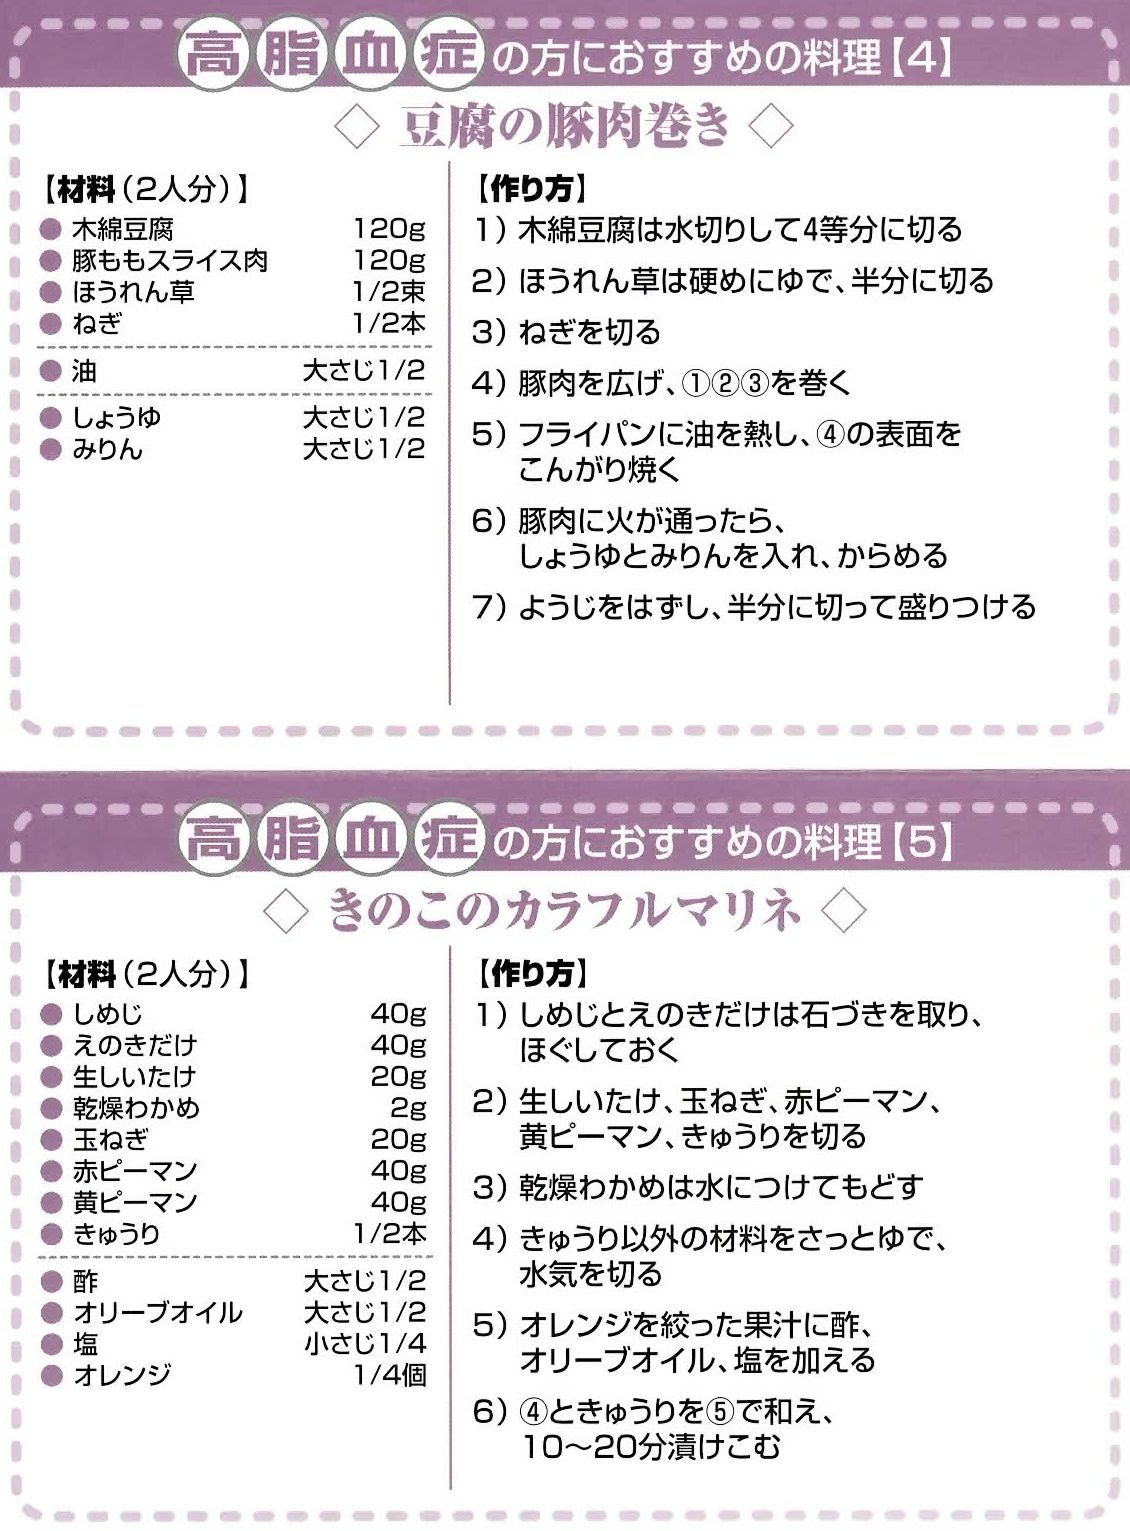 高脂血症の方におすすめの料理【4】
◇ 豆腐の豚肉巻き ◇
【材料（2人分）】
● 木綿豆腐 120g
● 豚ももスライス肉 120g
● ほうれん草 1/2束
● ねぎ 1/2本
● 油 大さじ1/2
● しょうゆ 大さじ1/2
● みりん 大さじ1/2
【作り方】
1）木綿豆腐は水切りして4等分に切る
2）ほうれん草は硬めにゆで、半分に切る
3）ねぎを切る
4）豚肉を広げ、①②③を巻く
5）フライパンに油を熱し、④の表面を
こんがり焼く
6）豚肉に火が通ったら、
しょうゆとみりんを入れ、からめる
7）ようじをはずし、半分に切って盛りつける
高脂血症の方におすすめの料理【5】
◇ きのこのカラフルマリネ ◇
【材料（2人分）】
● しめじ 40g
● えのきだけ 40g
● 生しいたけ 20g
● 乾燥わかめ 2g
● 玉ねぎ 20g
● 赤ピーマン 40g
● 黄ピーマン 40g
● きゅうり 1/2本
● 酢 大さじ1/2
● オリーブオイル 大さじ1/2
● 塩 小さじ1/4
● オレンジ 1/4個
【作り方】
1）しめじとえのきだけは石づきを取り、
ほぐしておく
2）生しいたけ、玉ねぎ、赤ピーマン、
黄ピーマン、きゅうりを切る
3）乾燥わかめは水につけてもどす
4）きゅうり以外の材料をさっとゆで、
水気を切る
5）オレンジを絞った果汁に酢、
オリーブオイル、塩を加える
6）④ときゅうりを⑤で和え、
10〜20分漬けこむ